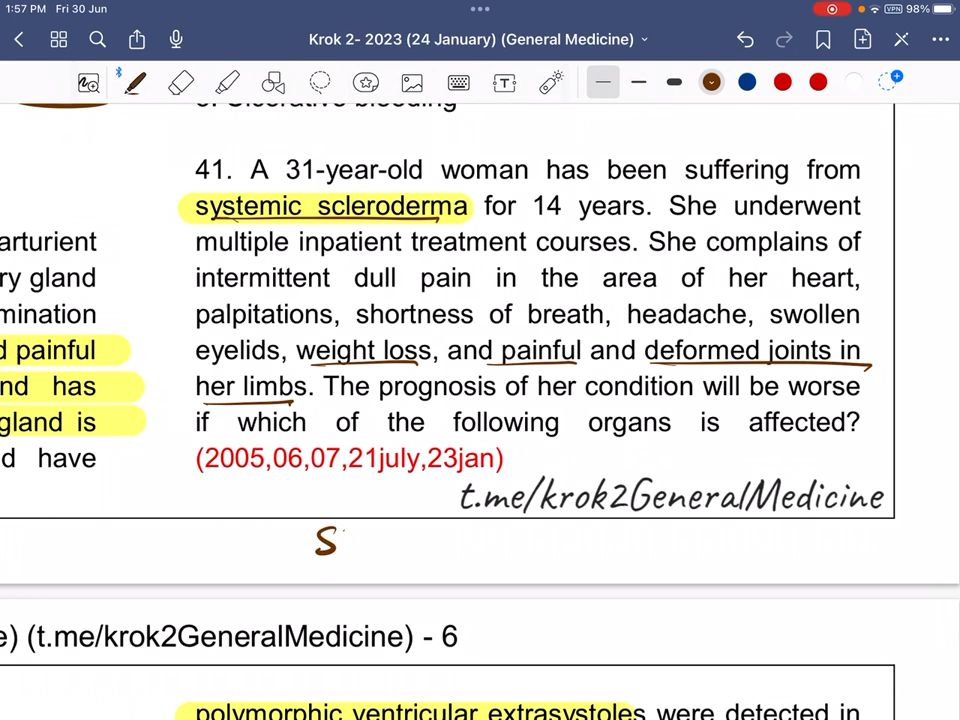 1:57 PM Fri 30 Jun
VPN 98%
Krok 2- 2023 (24 January) (General Medicine)
arturient
ry gland
mination
d painful
nd has
gland is
d have
Ulcerative bleeding
41. A 31-year-old woman has been suffering from
systemic scleroderma for 14 years. She underwent
multiple inpatient treatment courses. She complains of
intermittent dull pain in the area of her heart,
palpitations, shortness of breath, headache, swollen
eyelids, weight loss, and painful and deformed joints in
her limbs. The prognosis of her condition will be worse
if which of the following organs is affected?
(2005,06,07,21july,23jan)
t.me/krok2GeneralMedicine
S
e) (t.me/krok2GeneralMedicine) - 6
polymorphic ventricular extrasystoles were detected in